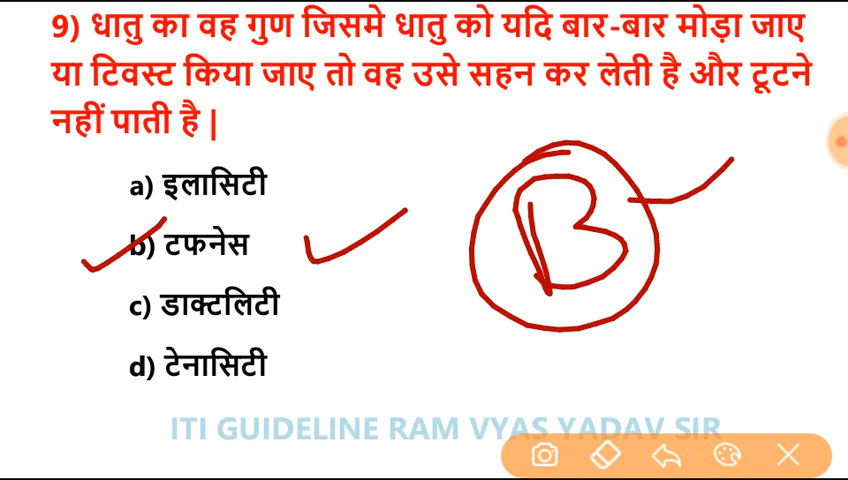 9) धातु का वह गुण जिसमे धातु को यदि बार-बार मोड़ा जाए
या टिवस्ट किया जाए तो वह उसे सहन कर लेती है और टूटने
नहीं पाती है |
a) इलासिटी
b) टफनेस
c) डाक्टलिटी
d) टेनासिटी
B
ITI GUIDELINE RAM VYAS YADAV SIR